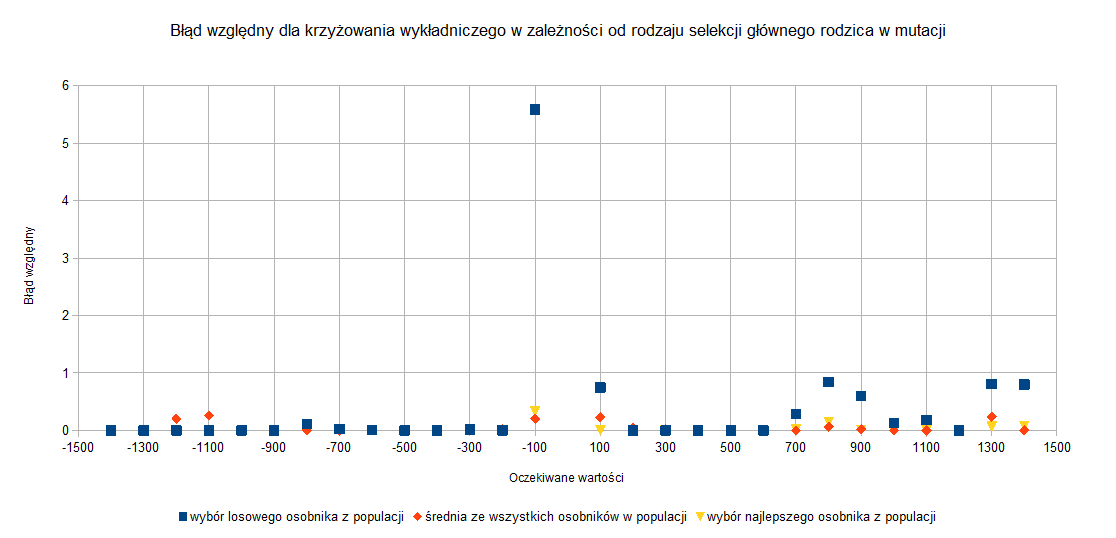 Błąd względny dla krzyżowania wykładniczego w zależności od rodzaju selekcji głównego rodzica w mutacji
6
5
4
3
2
1
0
Błąd względny
-1500 -1300 -1100 -900 -700 -500 -300 -100 100 300 500 700 900 1100 1300 1500
Oczekiwane wartości
wybór losowego osobnika z populacji średnia ze wszystkich osobników w populacji wybór najlepszego osobnika z populacji